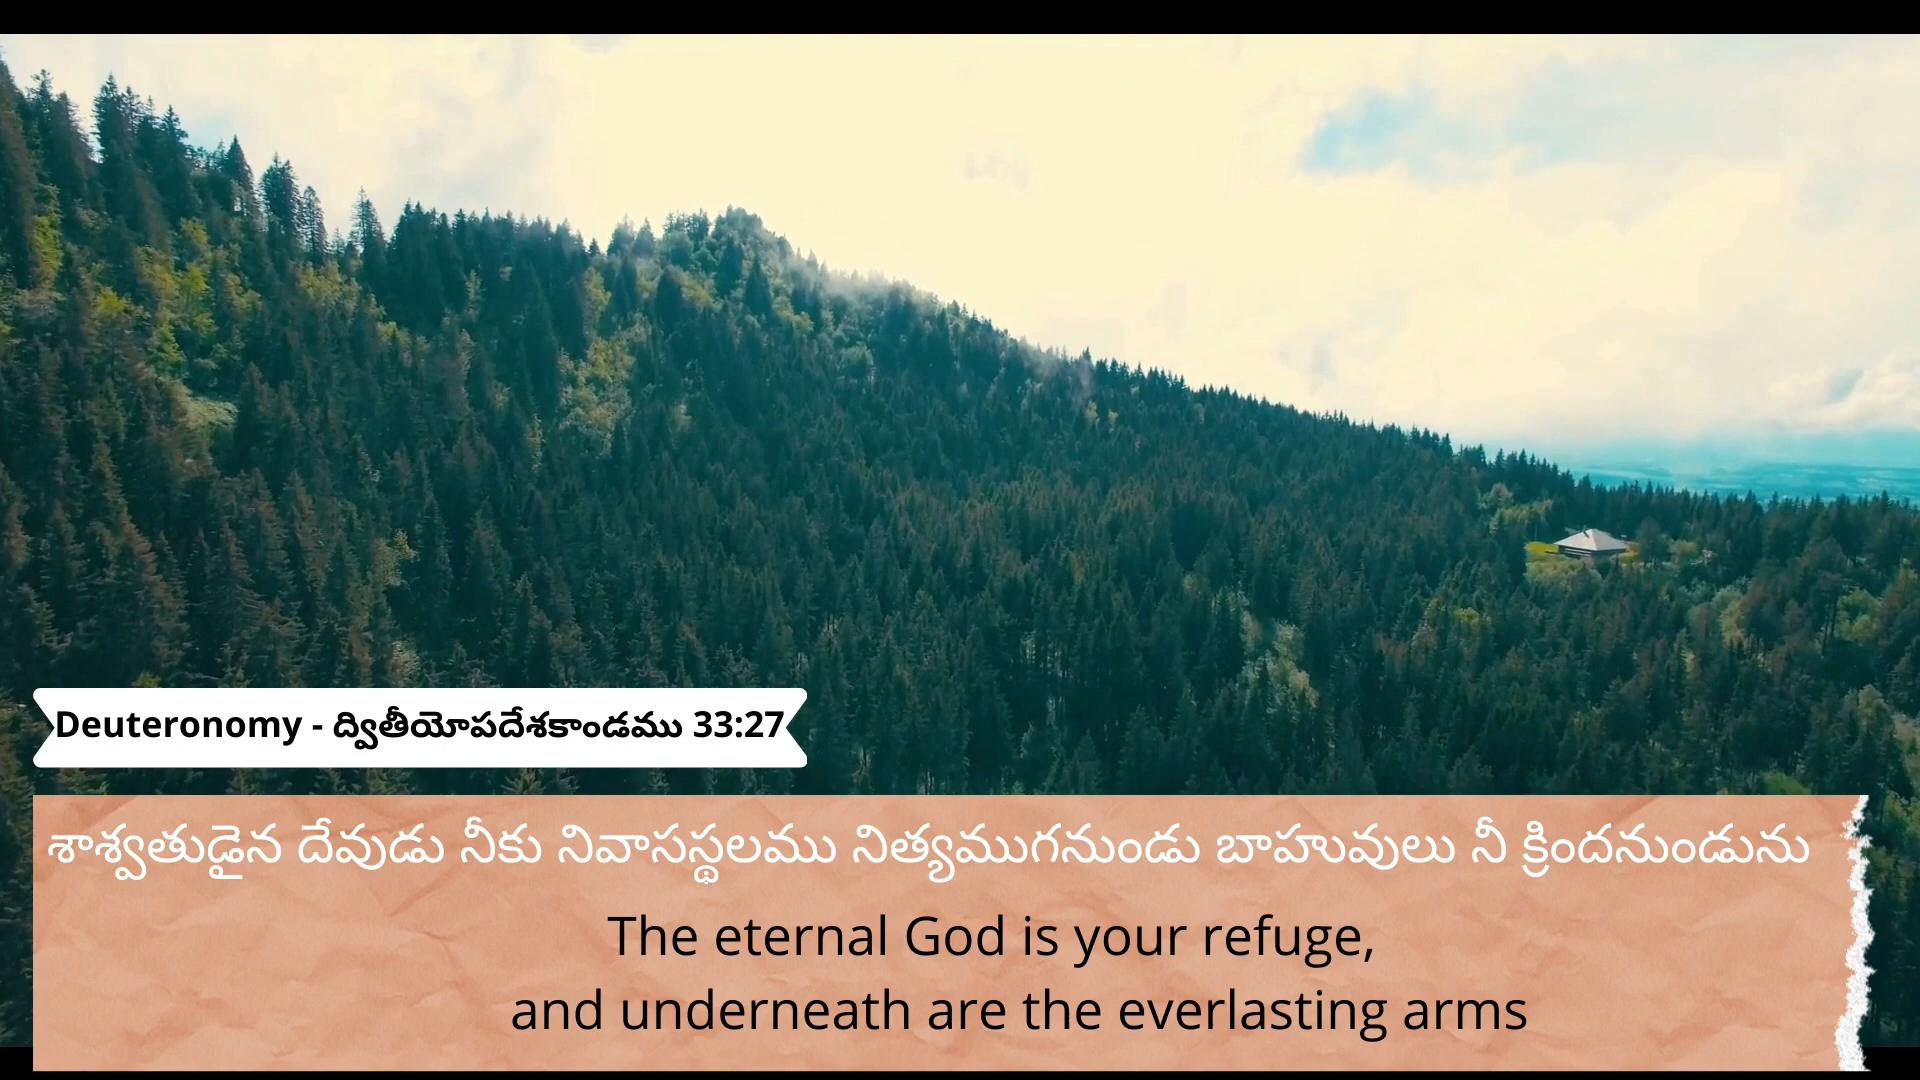 Deuteronomy - ద్వితీయోపదేశకాండము 33:27
శాశ్వతుడైన దేవుడు నీకు నివాసస్థలము నిత్యముగనుండు బాహువులు నీ క్రిందనుండును
The eternal God is your refuge,
and underneath are the everlasting arms